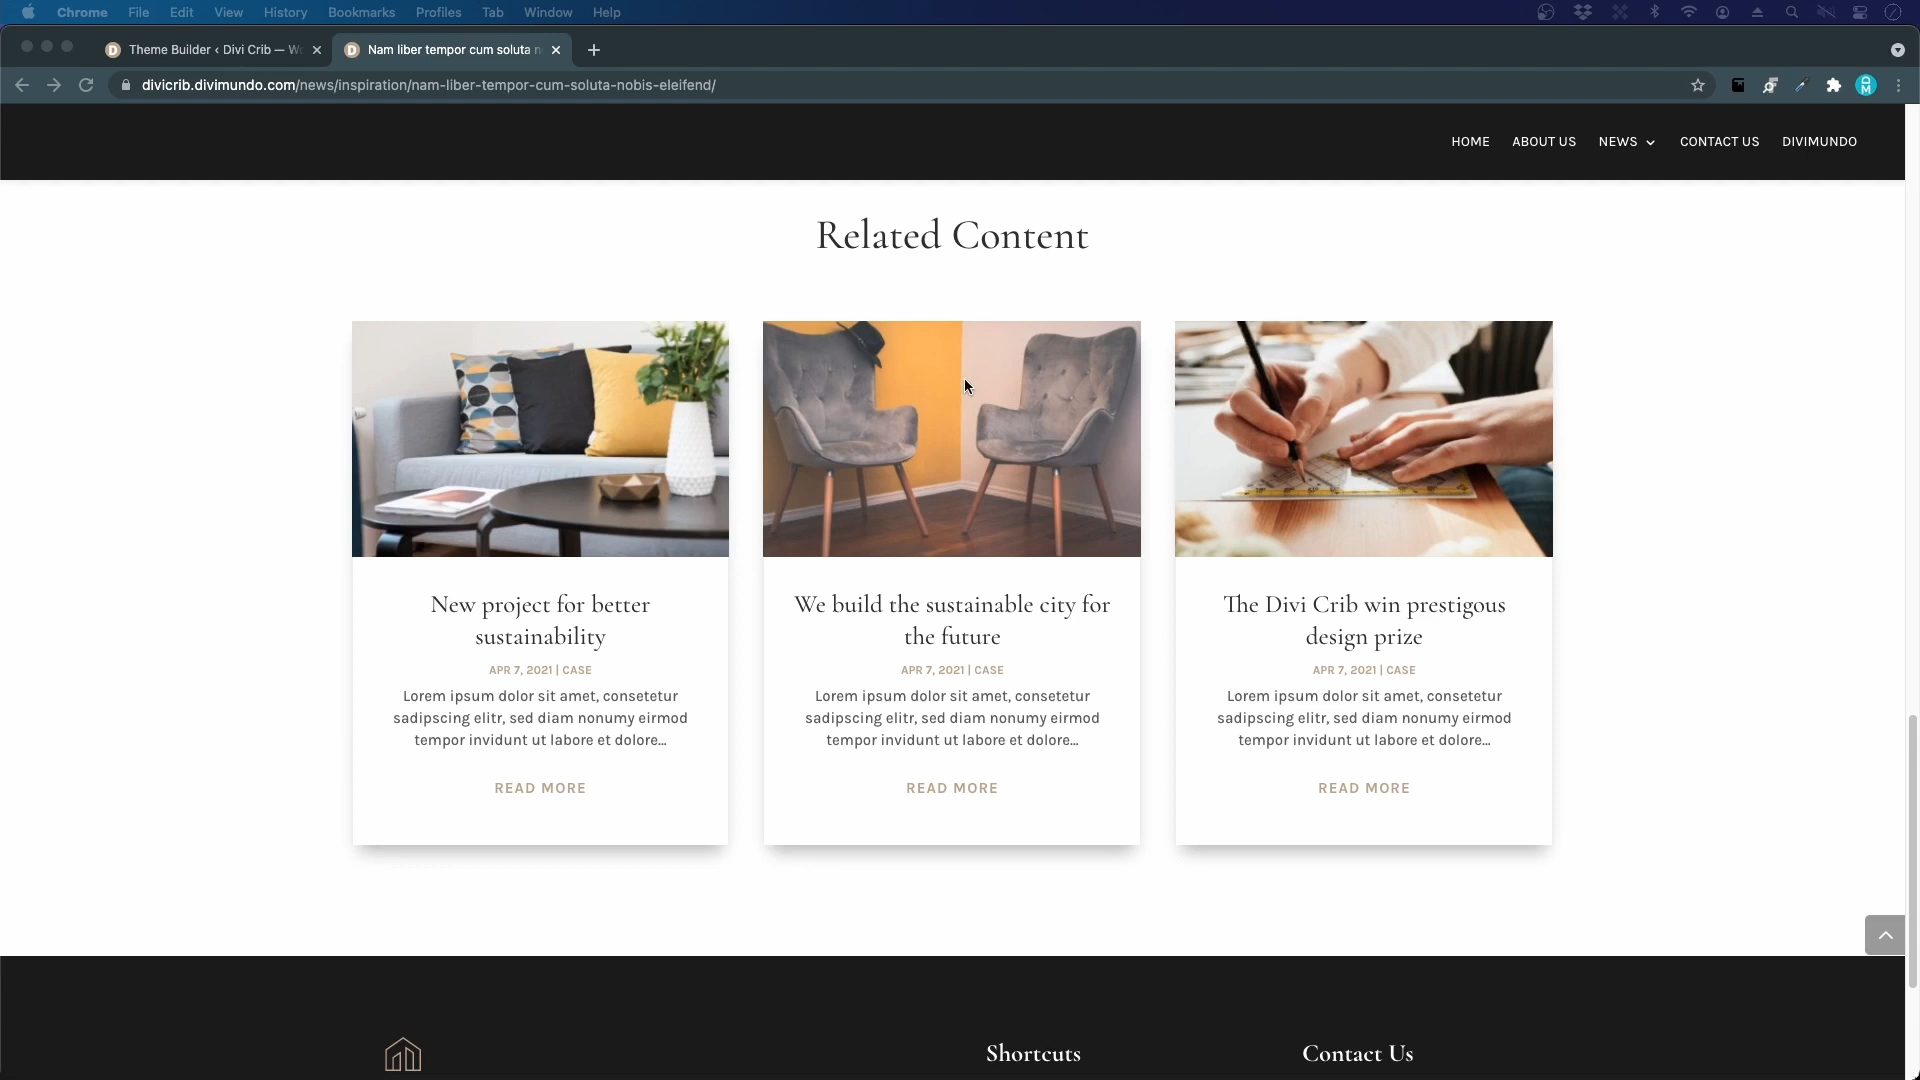 Chrome File Edit View History Bookmarks Profiles Tab Window Help
Theme Builder ‹ Divi Crib — Wo
Nam liber tempor cum soluta n
divicrib.divimundo.com/news/inspiration/nam-liber-tempor-cum-soluta-nobis-eleifend/
HOME ABOUT US NEWS CONTACT US DIVIMUNDO
Related Content
New project for better
sustainability
APR 7, 2021 | CASE
Lorem ipsum dolor sit amet, consetetur
sadipscing elitr, sed diam nonumy eirmod
tempor invidunt ut labore et dolore...
READ MORE
We build the sustainable city for
the future
APR 7, 2021 | CASE
Lorem ipsum dolor sit amet, consetetur
sadipscing elitr, sed diam nonumy eirmod
tempor invidunt ut labore et dolore...
READ MORE
The Divi Crib win prestigous
design prize
APR 7, 2021 | CASE
Lorem ipsum dolor sit amet, consetetur
sadipscing elitr, sed diam nonumy eirmod
tempor invidunt ut labore et dolore...
READ MORE
Shortcuts
Contact Us